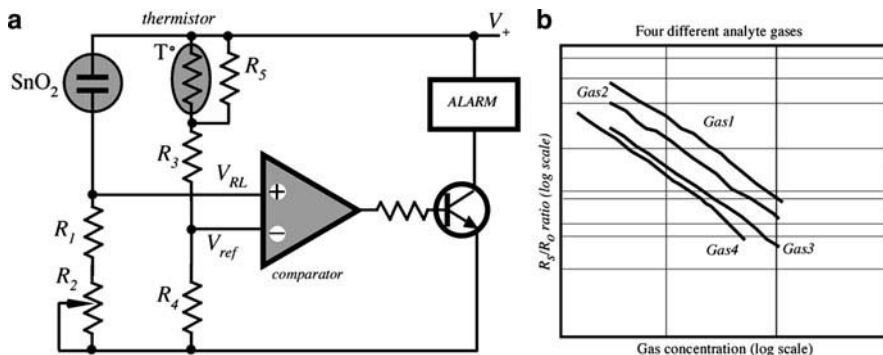 a
thermistor
V+
SnO2
T°
R5
ALARM
R3
VRL
+
R1
Vref
−
R2
R4
comparator
b
Four different analyte gases
Gas2
Gas1
Gas4
Gas3
Rs/Ro ratio (log scale)
Gas concentration (log scale)